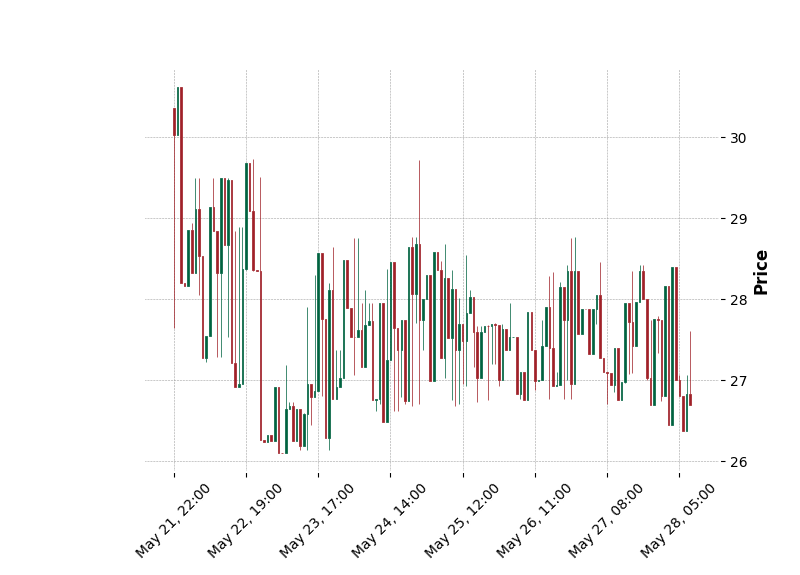 30
29
28
27
26
Price
May 21, 22:00
May 22, 19:00
May 23, 17:00
May 24, 14:00
May 25, 12:00
May 26, 11:00
May 27, 08:00
May 28, 05:00